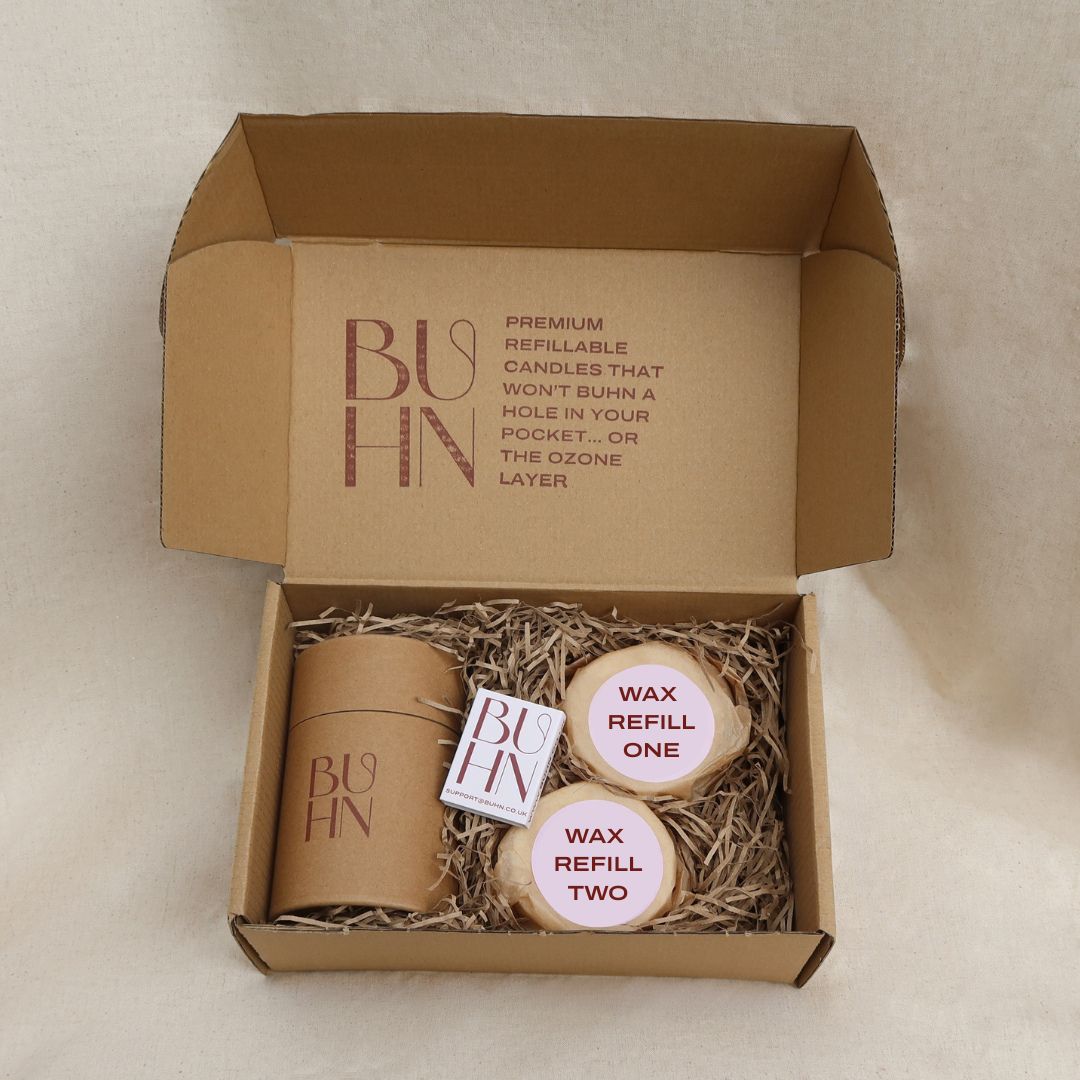 BU
HN
PREMIUM
REFILLABLE
CANDLES THAT
WON'T BUHN A
HOLE IN YOUR
POCKET... OR
THE OZONE
LAYER
BU
HN
BU
HN
SUPPORT@BUHN.CO.UK
WAX
REFILL
ONE
WAX
REFILL
TWO